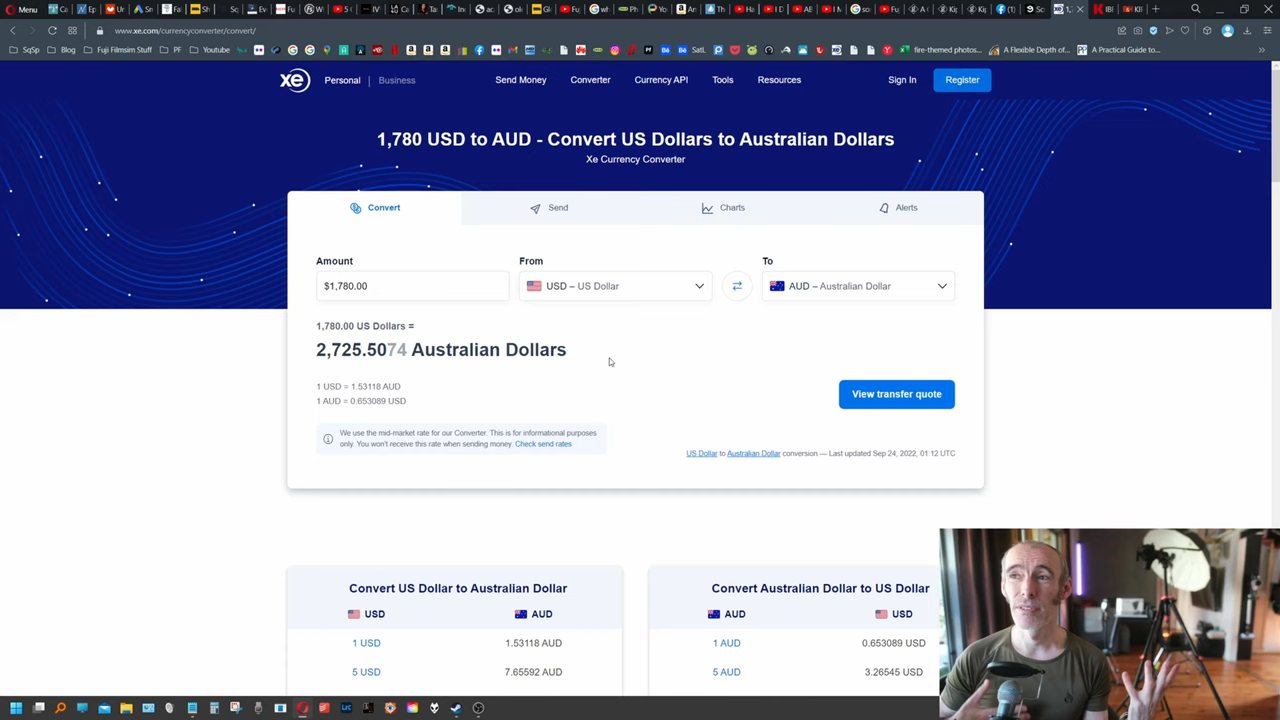 Menu
www.xe.com/currencyconverter/convert/
SqSp
Blog
Fuji Filmsim Stuff
PF
Youtube
SatL
fire-themed photos...
A Flexible Depth of...
A Practical Guide to...
xe
Personal | Business
Send Money
Converter
Currency API
Tools
Resources
Sign In
Register
1,780 USD to AUD - Convert US Dollars to Australian Dollars
Xe Currency Converter
Convert
Send
Charts
Alerts
Amount
From
To
$1,780.00
USD – US Dollar
AUD – Australian Dollar
1,780.00 US Dollars =
2,725.5074 Australian Dollars
1 USD = 1.53118 AUD
1 AUD = 0.653089 USD
View transfer quote
We use the mid-market rate for our Converter. This is for informational purposes
only. You won't receive this rate when sending money. Check send rates
US Dollar to Australian Dollar conversion — Last updated Sep 24, 2022, 01:12 UTC
Convert US Dollar to Australian Dollar
USD
AUD
1 USD
1.53118 AUD
5 USD
7.65592 AUD
Convert Australian Dollar to US Dollar
AUD
USD
1 AUD
0.653089 USD
5 AUD
3.26545 USD